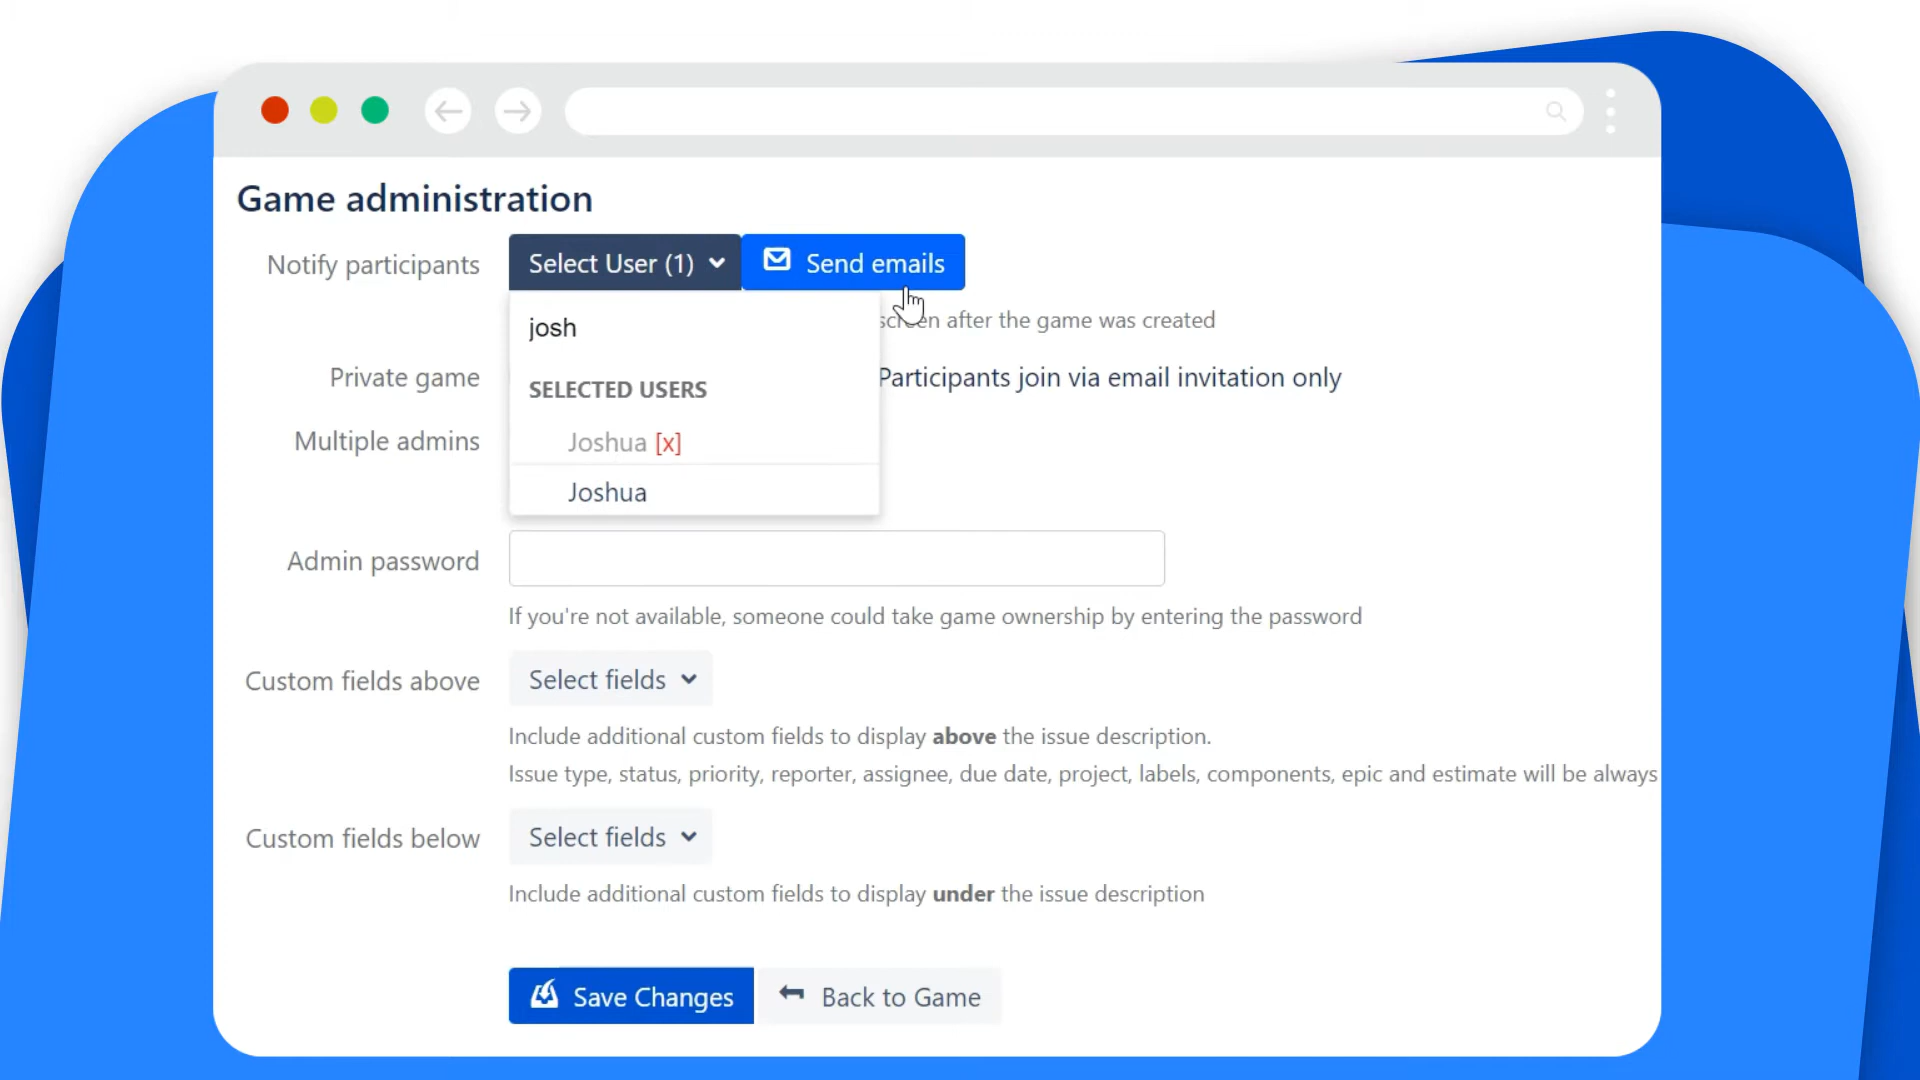 Game administration
Notify participants
Select User (1)
Send emails
josh
after the game was created
SELECTED USERS
Joshua [x]
Joshua
Private game
Participants join via email invitation only
Multiple admins
Admin password
If you're not available, someone could take game ownership by entering the password
Custom fields above
Select fields
Include additional custom fields to display above the issue description.
Issue type, status, priority, reporter, assignee, due date, project, labels, components, epic and estimate will be always
Custom fields below
Select fields
Include additional custom fields to display under the issue description
Save Changes
Back to Game